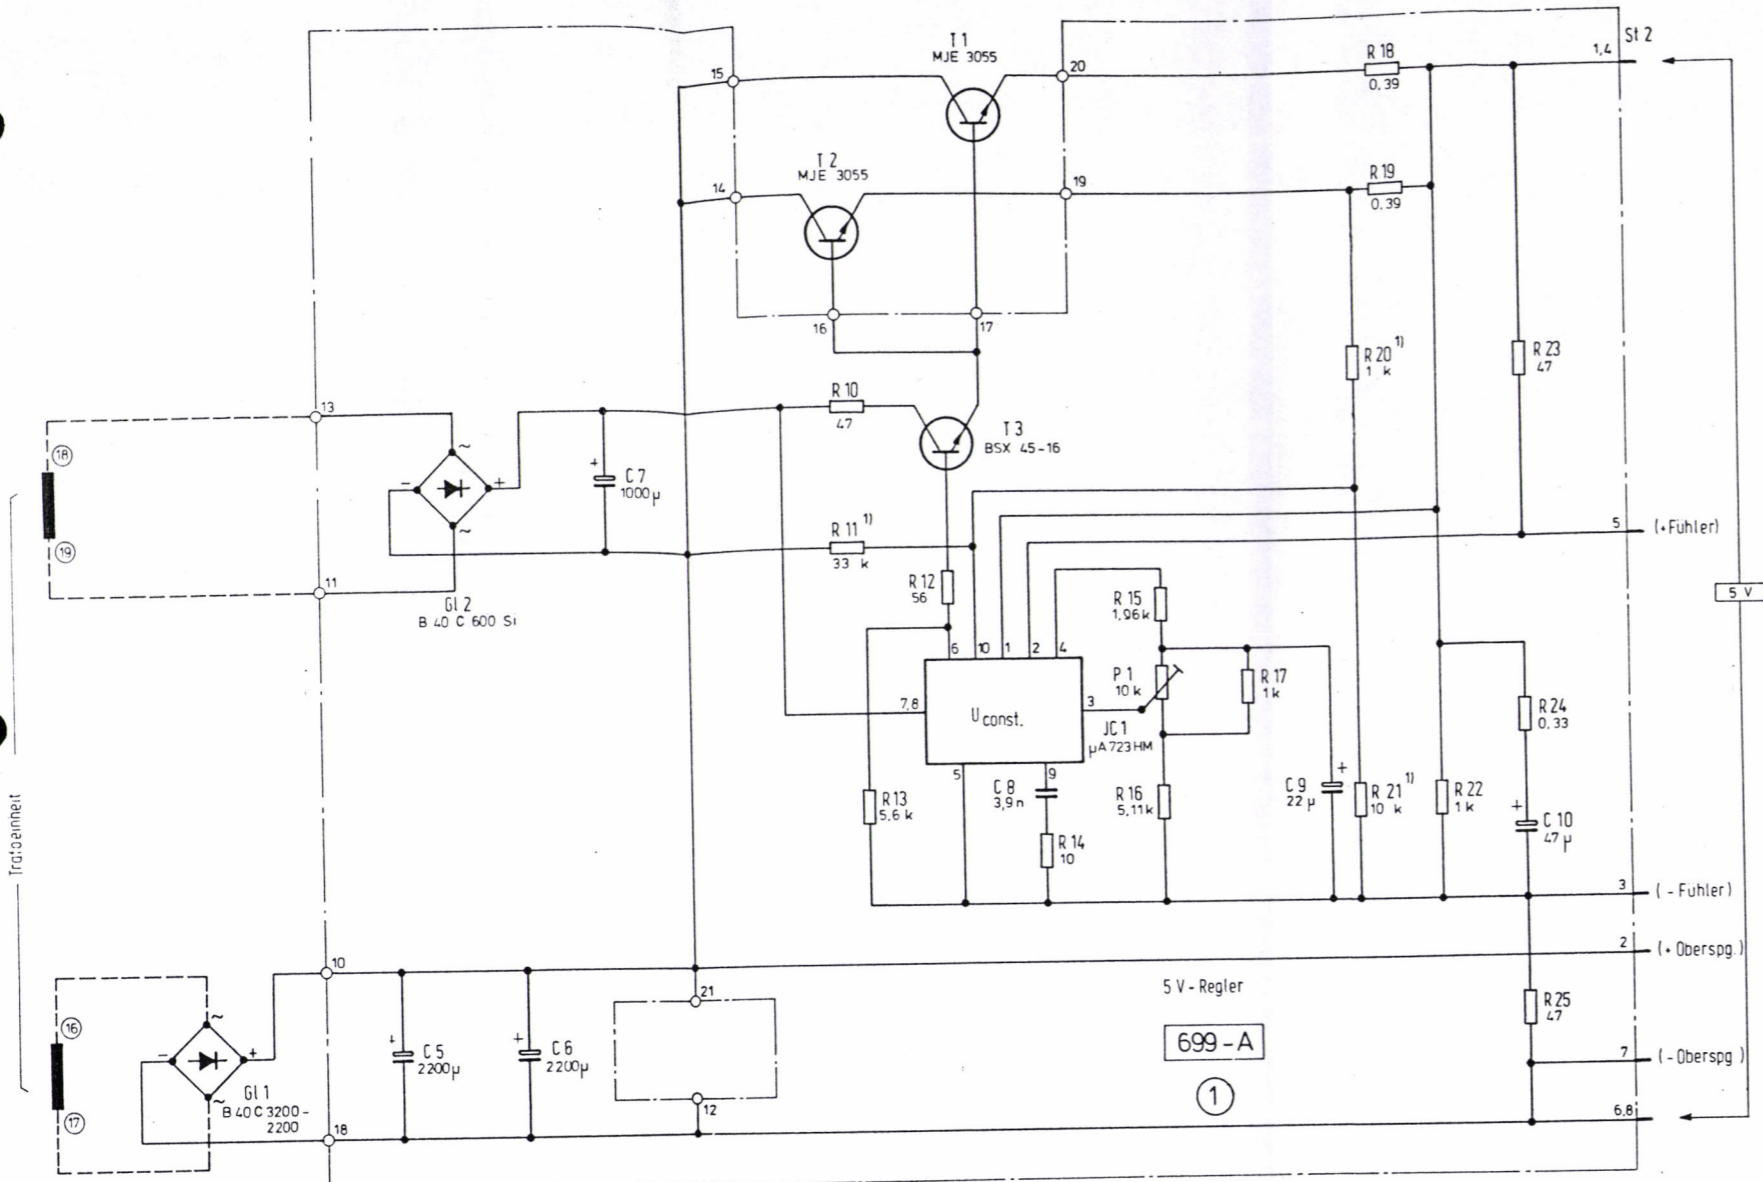 St 2
T 1
MJE 3055
15
20
R 18
0.39
1,4
T 2
MJE 3055
14
19
R 19
0.39
16
17
R 20 1)
1 k
R 23
47
13
R 10
47
T 3
BSX 45-16
18
~
-
+
+
C 7
1000µ
19
~
R 11 1)
33 k
5
(+Fühler)
11
Gl 2
B 40 C 600 Si
R 12
56
R 15
1,96k
5 V
6
10
1
2
4
P 1
10 k
R 17
1 k
7,8
U const.
3
JC 1
µA 723 HM
R 24
0,33
5
9
R 13
5,6 k
C 8
3,9 n
R 16
5,11k
C 9
22 µ
+
R 21 1)
10 k
R 22
1 k
+
C 10
47 µ
R 14
10
Trafoeinheit
3
(- Fühler)
10
2
(+ Oberspg.)
21
5 V - Regler
R 25
47
16
~
-
+
+
C 5
2200µ
+
C 6
2200µ
699 - A
7
(- Oberspg.)
17
~
Gl 1
B 40 C 3200 -
2200
12
1
6,8
18